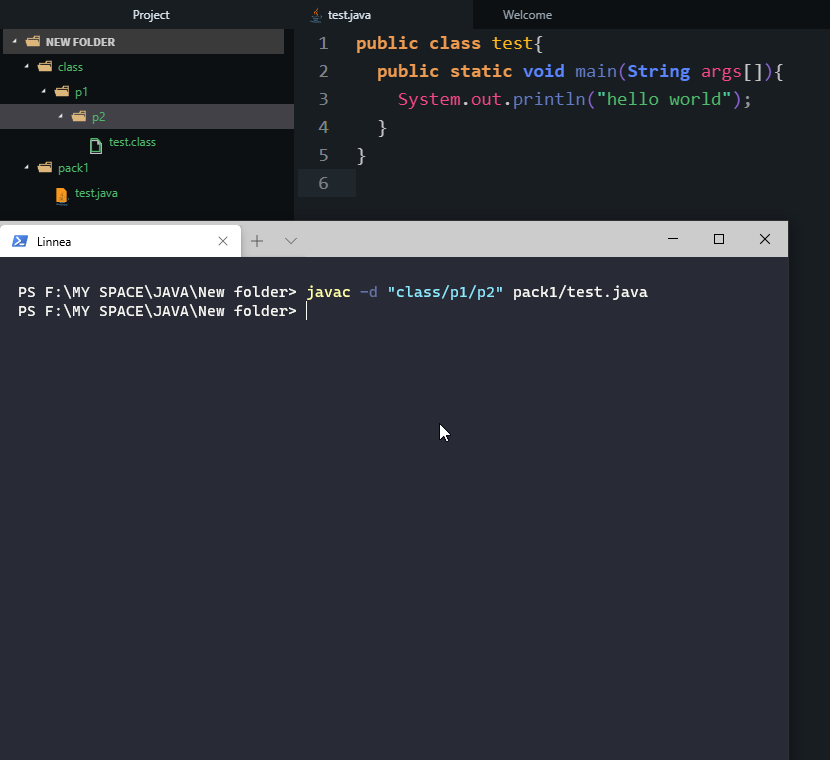 Project
NEW FOLDER
class
p1
p2
test.class
pack1
test.java
test.java
Welcome
1 public class test{
2 public static void main(String args[]){
3 System.out.println("hello world");
4 }
5 }
6
Linnea
PS F:\MY SPACE\JAVA\New folder> javac -d "class/p1/p2" pack1/test.java
PS F:\MY SPACE\JAVA\New folder>